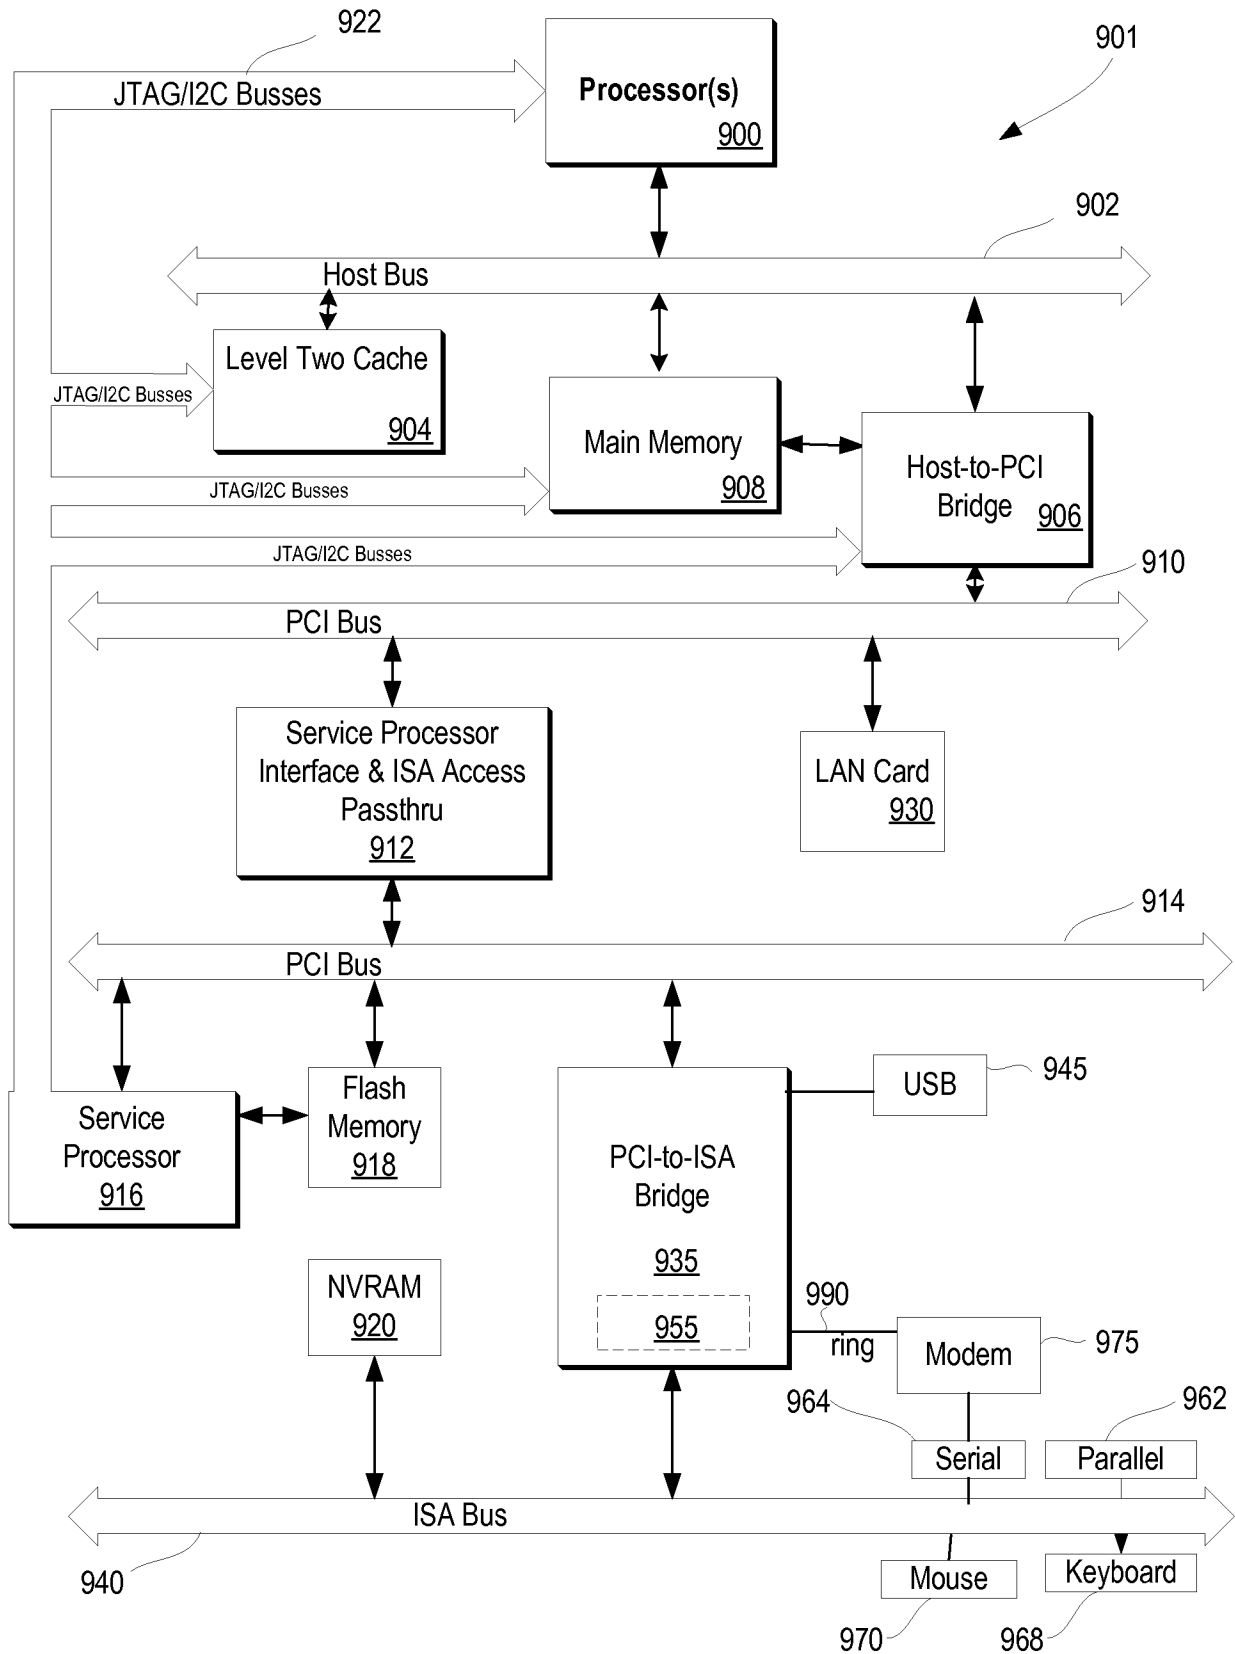 922
901
JTAG/I2C Busses
Processor(s)
900
902
Host Bus
Level Two Cache
904
JTAG/I2C Busses
Main Memory
908
Host-to-PCI
Bridge
906
JTAG/I2C Busses
JTAG/I2C Busses
910
PCI Bus
Service Processor
Interface & ISA Access
Passthru
912
LAN Card
930
914
PCI Bus
Service
Processor
916
Flash
Memory
918
PCI-to-ISA
Bridge
935
955
USB
945
NVRAM
920
990
ring
Modem
975
964
962
Serial
Parallel
ISA Bus
940
Mouse
970
Keyboard
968